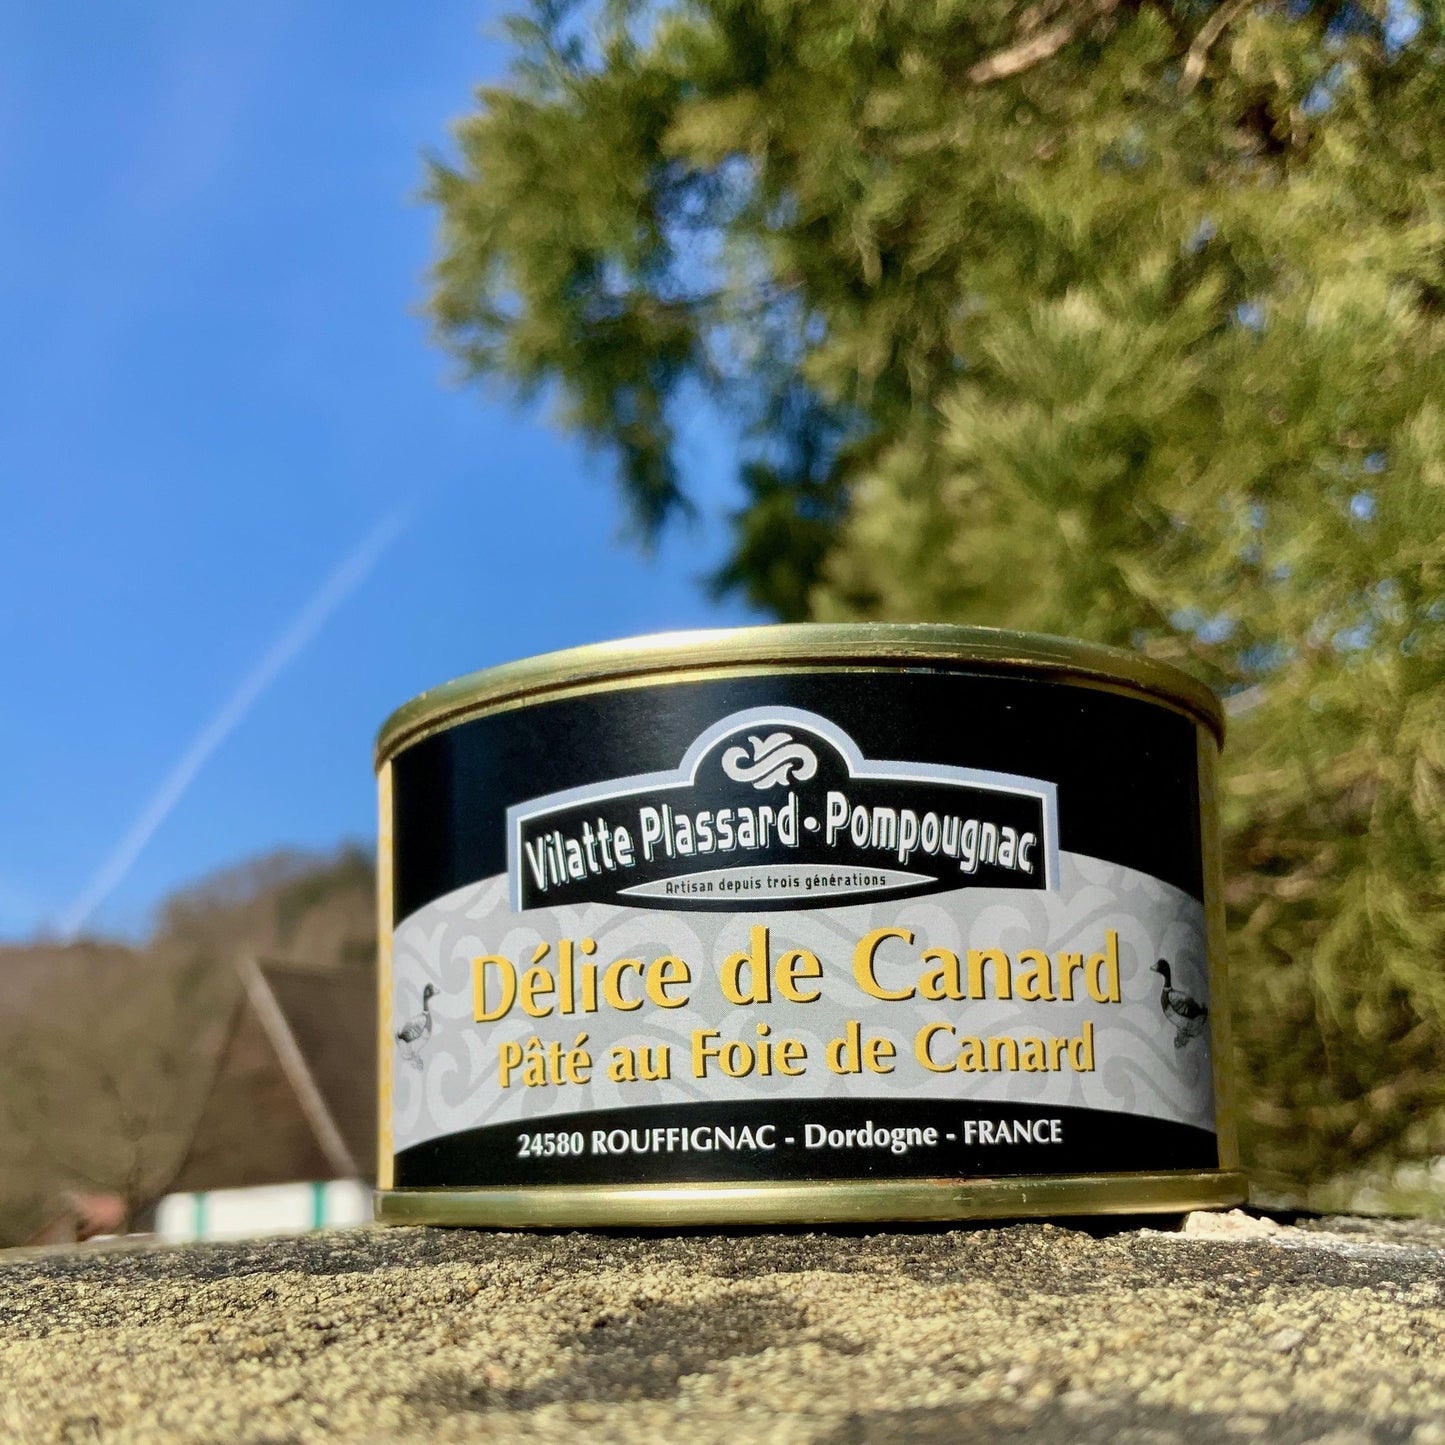 Vilatte Plassard • Pompougnac
Artisan depuis trois générations
Délice de Canard
Pâté au Foie de Canard
24580 ROUFFIGNAC - Dordogne - FRANCE